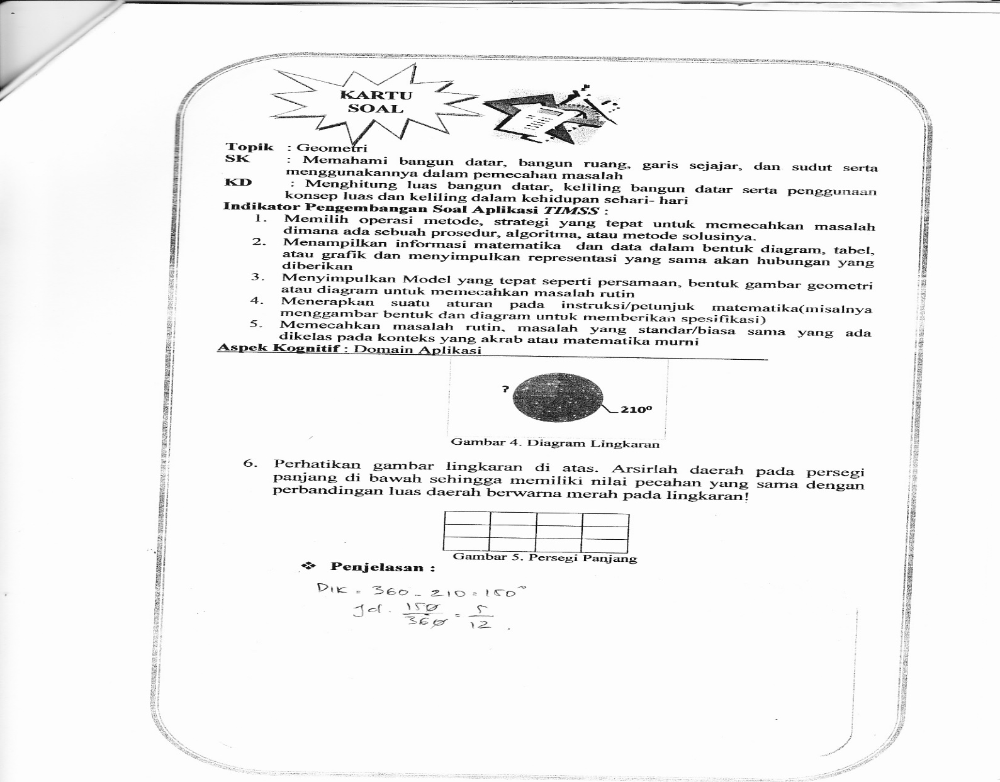 KARTU
SOAL
Topik : Geometri
SK : Memahami bangun datar, bangun ruang, garis sejajar, dan sudut serta
menggunakannya dalam pemecahan masalah
KD : Menghitung luas bangun datar, keliling bangun datar serta penggunaan
konsep luas dan keliling dalam kehidupan sehari- hari
Indikator Pengembangan Soal Aplikasi TIMSS :
1. Memilih operasi metode, strategi yang tepat untuk memecahkan masalah
dimana ada sebuah prosedur, algoritma, atau metode solusinya.
2. Menampilkan informasi matematika dan data dalam bentuk diagram, tabel,
atau grafik dan menyimpulkan representasi yang sama akan hubungan yang
diberikan
3. Menyimpulkan Model yang tepat seperti persamaan, bentuk gambar geometri
atau diagram untuk memecahkan masalah rutin
4. Menerapkan suatu aturan pada instruksi/petunjuk matematika(misalnya
menggambar bentuk dan diagram untuk memberikan spesifikasi)
5. Memecahkan masalah rutin, masalah yang standar/biasa sama yang ada
dikelas pada konteks yang akrab atau matematika murni
Aspek Kognitif : Domain Aplikasi
?
210°
Gambar 4. Diagram Lingkaran
6. Perhatikan gambar lingkaran di atas. Arsirlah daerah pada persegi
panjang di bawah sehingga memiliki nilai pecahan yang sama dengan
perbandingan luas daerah berwarna merah pada lingkaran!
Gambar 5. Persegi Panjang
❖ Penjelasan :
Dik = 360 - 210 = 150°
Jd. 150/360 = 5/12 .